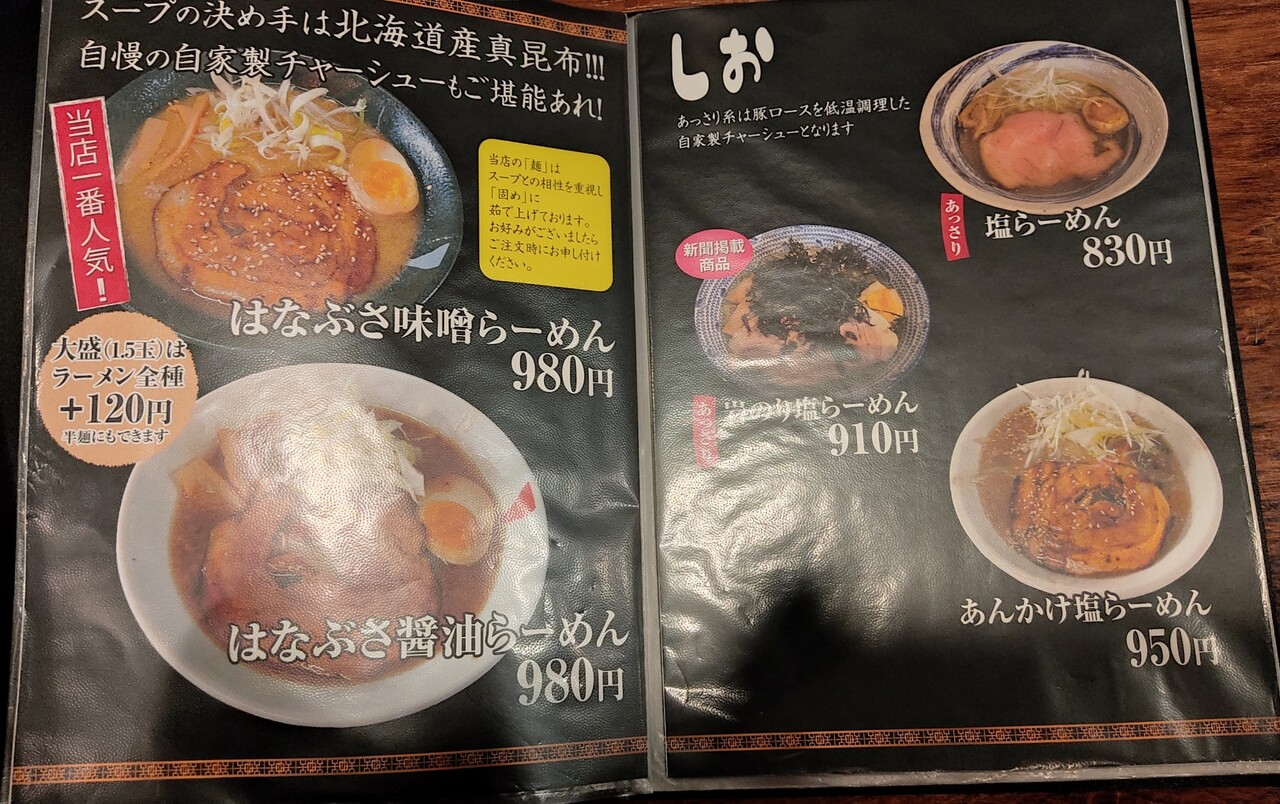 スープの決め手は北海道産真昆布!!!
自慢の自家製チャーシューもご堪能あれ!
当店一番人気!
当店の「麺」は
スープとの相性を重視し
「固め」に
茹で上げております。
お好みがございましたら
ご注文時にお申し付け
ください。
はなぶさ味噌らーめん
980円
大盛(1.5玉)は
ラーメン全種
+120円
半麺にもできます
はなぶさ醤油らーめん
980円
しお
あっさり系は豚ロースを低温調理した
自家製チャーシューとなります
あっさり
塩らーめん
830円
新聞掲載
商品
あっさり
岩のり塩らーめん
910円
あんかけ塩らーめん
950円